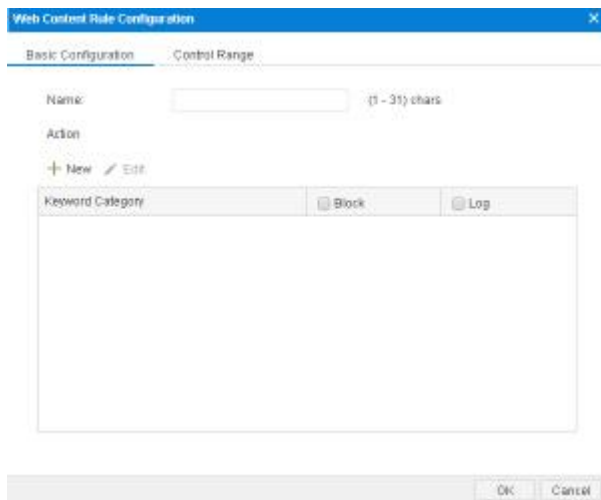 Web Content Rule Configuration
Basic Configuration Control Range
Name: (1 - 31) chars
Action
New Edit
Keyword Category Block Log
OK Cancel